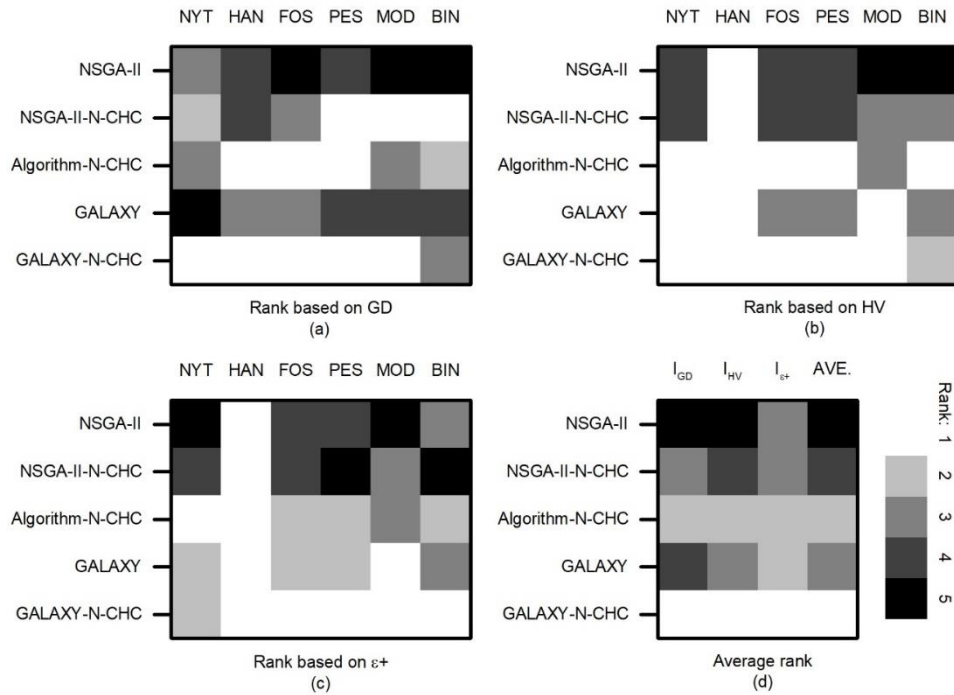 NYT HAN FOS PES MOD BIN
NSGA-II
NSGA-II-N-CHC
Algorithm-N-CHC
GALAXY
GALAXY-N-CHC
Rank based on GD
(a)
NYT HAN FOS PES MOD BIN
NSGA-II
NSGA-II-N-CHC
Algorithm-N-CHC
GALAXY
GALAXY-N-CHC
Rank based on HV
(b)
NYT HAN FOS PES MOD BIN
NSGA-II
NSGA-II-N-CHC
Algorithm-N-CHC
GALAXY
GALAXY-N-CHC
Rank based on ε+
(c)
I_GD I_HV I_ε+ AVE.
NSGA-II
NSGA-II-N-CHC
Algorithm-N-CHC
GALAXY
GALAXY-N-CHC
Average rank
(d)
Rank: 1 2 3 4 5